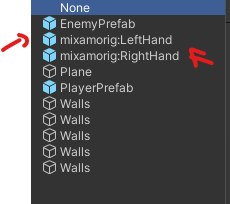 None
EnemyPrefab
mixamorig:LeftHand
mixamorig:RightHand
Plane
PlayerPrefab
Walls
Walls
Walls
Walls
Walls